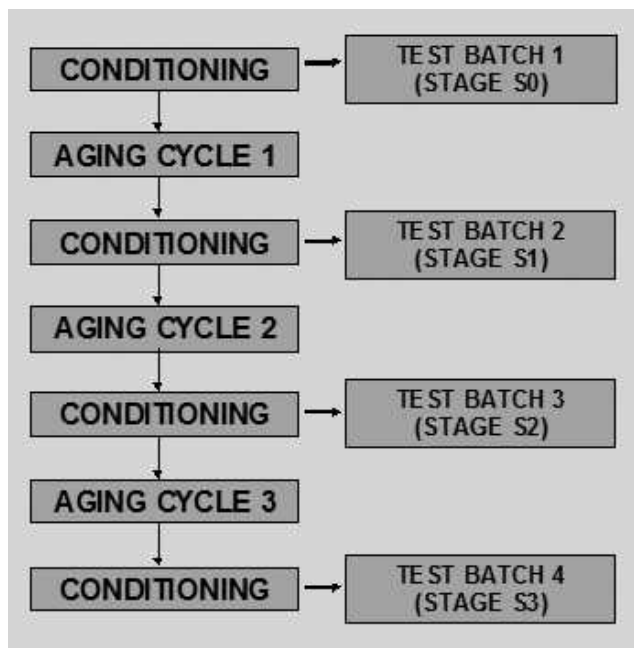 CONDITIONING
TEST BATCH 1
(STAGE S0)
AGING CYCLE 1
CONDITIONING
TEST BATCH 2
(STAGE S1)
AGING CYCLE 2
CONDITIONING
TEST BATCH 3
(STAGE S2)
AGING CYCLE 3
CONDITIONING
TEST BATCH 4
(STAGE S3)